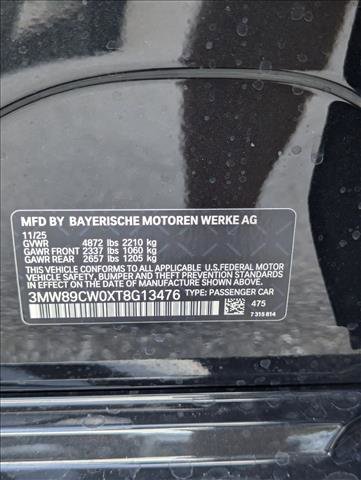 MFD BY BAYERISCHE MOTOREN WERKE AG
11/25
GVWR 4872 lbs 2210 kg
GAWR FRONT 2337 lbs 1060 kg
GAWR REAR 2657 lbs 1205 kg
THIS VEHICLE CONFORMS TO ALL APPLICABLE U.S.FEDERAL MOTOR
VEHICLE SAFETY, BUMPER AND THEFT PREVENTION STANDARDS
IN EFFECT ON THE DATE OF MANUFACTURE SHOWN ABOVE.
3MW89CW0XT8G13476 TYPE: PASSENGER CAR
475
7 315 814